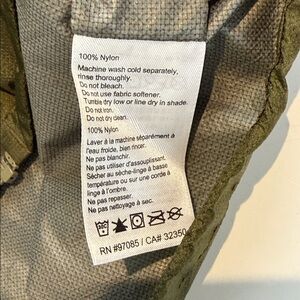 100% Nylon
Machine wash cold separately,
rinse thoroughly.
Do not bleach.
Do not use fabric softener.
Tumble dry low or line dry in shade.
Do not iron.
Do not dry clean.
100% Nylon
Laver à la machine séparément à
l'eau froide, bien rincer.
Ne pas blanchir.
Ne pas utiliser d'assouplissant.
Sécher au sèche-linge à basse
température ou sur une corde à
linge à l'ombre.
Ne pas repasser.
Ne pas nettoyage à sec.
RN #97085 / CA# 32350